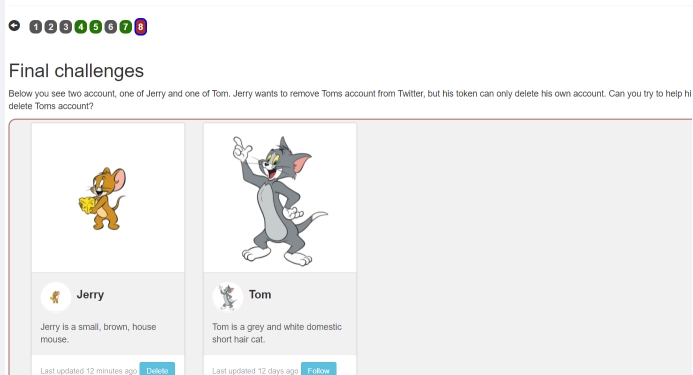 1 2 3 4 5 6 7 8
Final challenges
Below you see two account, one of Jerry and one of Tom. Jerry wants to remove Toms account from Twitter, but his token can only delete his own account. Can you try to help hi
delete Toms account?
Jerry
Tom
Jerry is a small, brown, house
mouse.
Tom is a grey and white domestic
short hair cat.
Last updated 12 minutes ago Delete
Last updated 12 days ago Follow